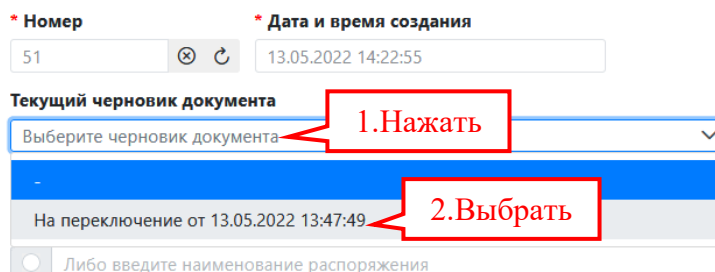 * Номер * Дата и время создания
51 13.05.2022 14:22:55
Текущий черновик документа
Выберите черновик документа 1.Нажать
-
На переключение от 13.05.2022 13:47:49 2.Выбрать
Либо введите наименование распоряжения